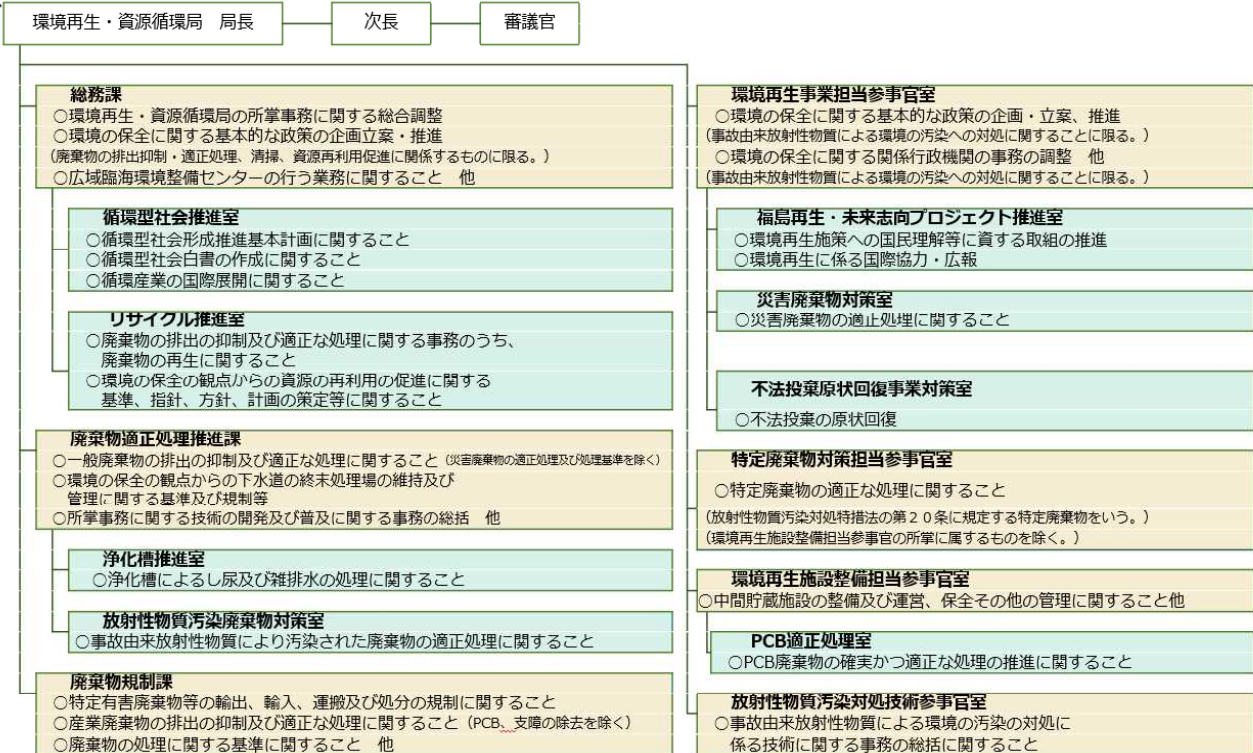 環境再生・資源循環局　局長
次長
審議官
総務課
○環境再生・資源循環局の所掌事務に関する総合調整
○環境の保全に関する基本的な政策の企画立案・推進
(廃棄物の排出抑制・適正処理、清掃、資源再利用促進に関係するものに限る。)
○広域臨海環境整備センターの行う業務に関すること　他
循環型社会推進室
○循環型社会形成推進基本計画に関すること
○循環型社会白書の作成に関すること
○循環産業の国際展開に関すること
リサイクル推進室
○廃棄物の排出の抑制及び適正な処理に関する事務のうち、
廃棄物の再生に関すること
○環境の保全の観点からの資源の再利用の促進に関する
基準、指針、方針、計画の策定等に関すること
廃棄物適正処理推進課
○一般廃棄物の排出の抑制及び適正な処理に関すること（災害廃棄物の適正処理及び処理基準を除く）
○環境の保全の観点からの下水道の終末処理場の維持及び
管理に関する基準及び規制等
○所掌事務に関する技術の開発及び普及に関する事務の総括　他
浄化槽推進室
○浄化槽によるし尿及び雑排水の処理に関すること
放射性物質汚染廃棄物対策室
○事故由来放射性物質により汚染された廃棄物の適正処理に関すること
廃棄物規制課
○特定有害廃棄物等の輸出、輸入、運搬及び処分の規制に関すること
○産業廃棄物の排出の抑制及び適正な処理に関すること（PCB、支障の除去を除く）
○廃棄物の処理に関する基準に関すること　他
環境再生事業担当参事官室
○環境の保全に関する基本的な政策の企画・立案、推進
(事故由来放射性物質による環境の汚染への対処に関することに限る。)
○環境の保全に関する関係行政機関の事務の調整　他
(事故由来放射性物質による環境の汚染への対処に関することに限る。)
福島再生・未来志向プロジェクト推進室
○環境再生施策への国民理解等に資する取組の推進
○環境再生に係る国際協力・広報
災害廃棄物対策室
○災害廃棄物の適正処理に関すること
不法投棄原状回復事業対策室
○不法投棄の原状回復
特定廃棄物対策担当参事官室
○特定廃棄物の適正な処理に関すること
(放射性物質汚染対処特措法の第２０条に規定する特定廃棄物をいう。)
(環境再生施設整備担当参事官の所掌に属するものを除く。)
環境再生施設整備担当参事官室
○中間貯蔵施設の整備及び運営、保全その他の管理に関すること他
PCB適正処理室
○PCB廃棄物の確実かつ適正な処理の推進に関すること
放射性物質汚染対処技術参事官室
○事故由来放射性物質による環境の汚染の対処に
係る技術に関する事務の総括に関すること